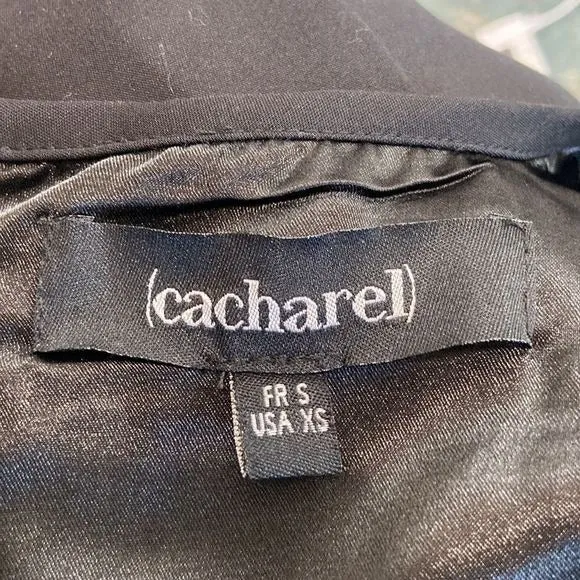 (cacharel)
FR S
USA XS